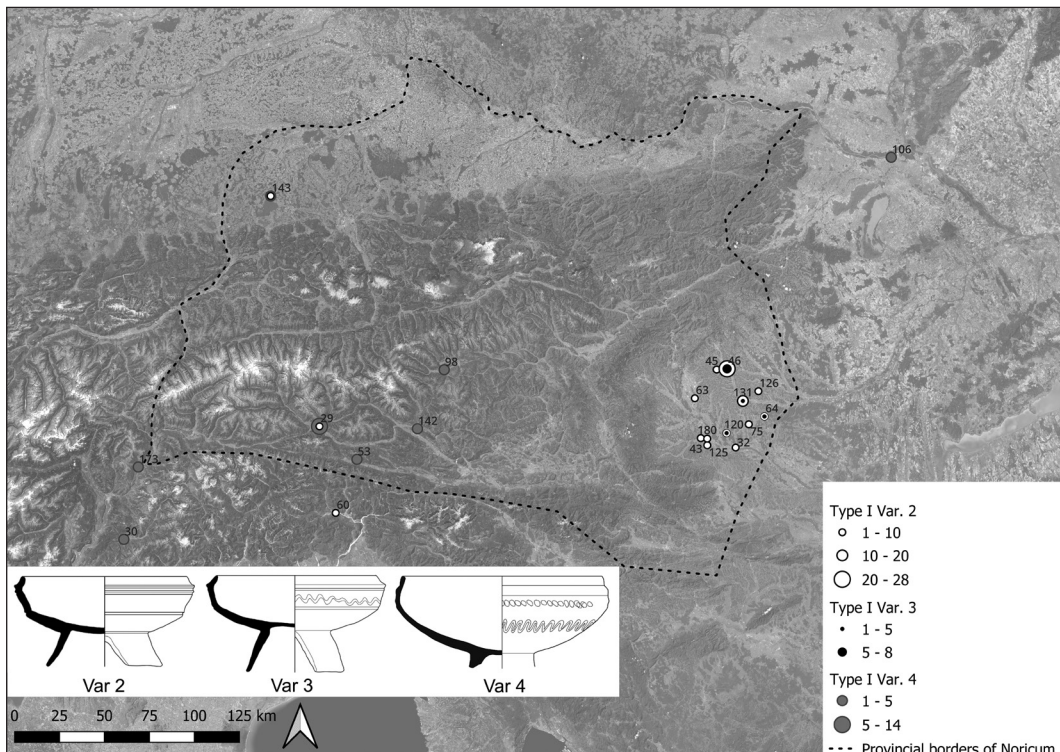 106
143
98
45 46
126
63
131
64
29
142
180
120
75
53
43
125
32
173
60
30
Type I Var. 2
1 - 10
10 - 20
20 - 28
Type I Var. 3
1 - 5
5 - 8
Type I Var. 4
1 - 5
5 - 14
Provincial borders of Noricum
Var 2
Var 3
Var 4
0 25 50 75 100 125 km